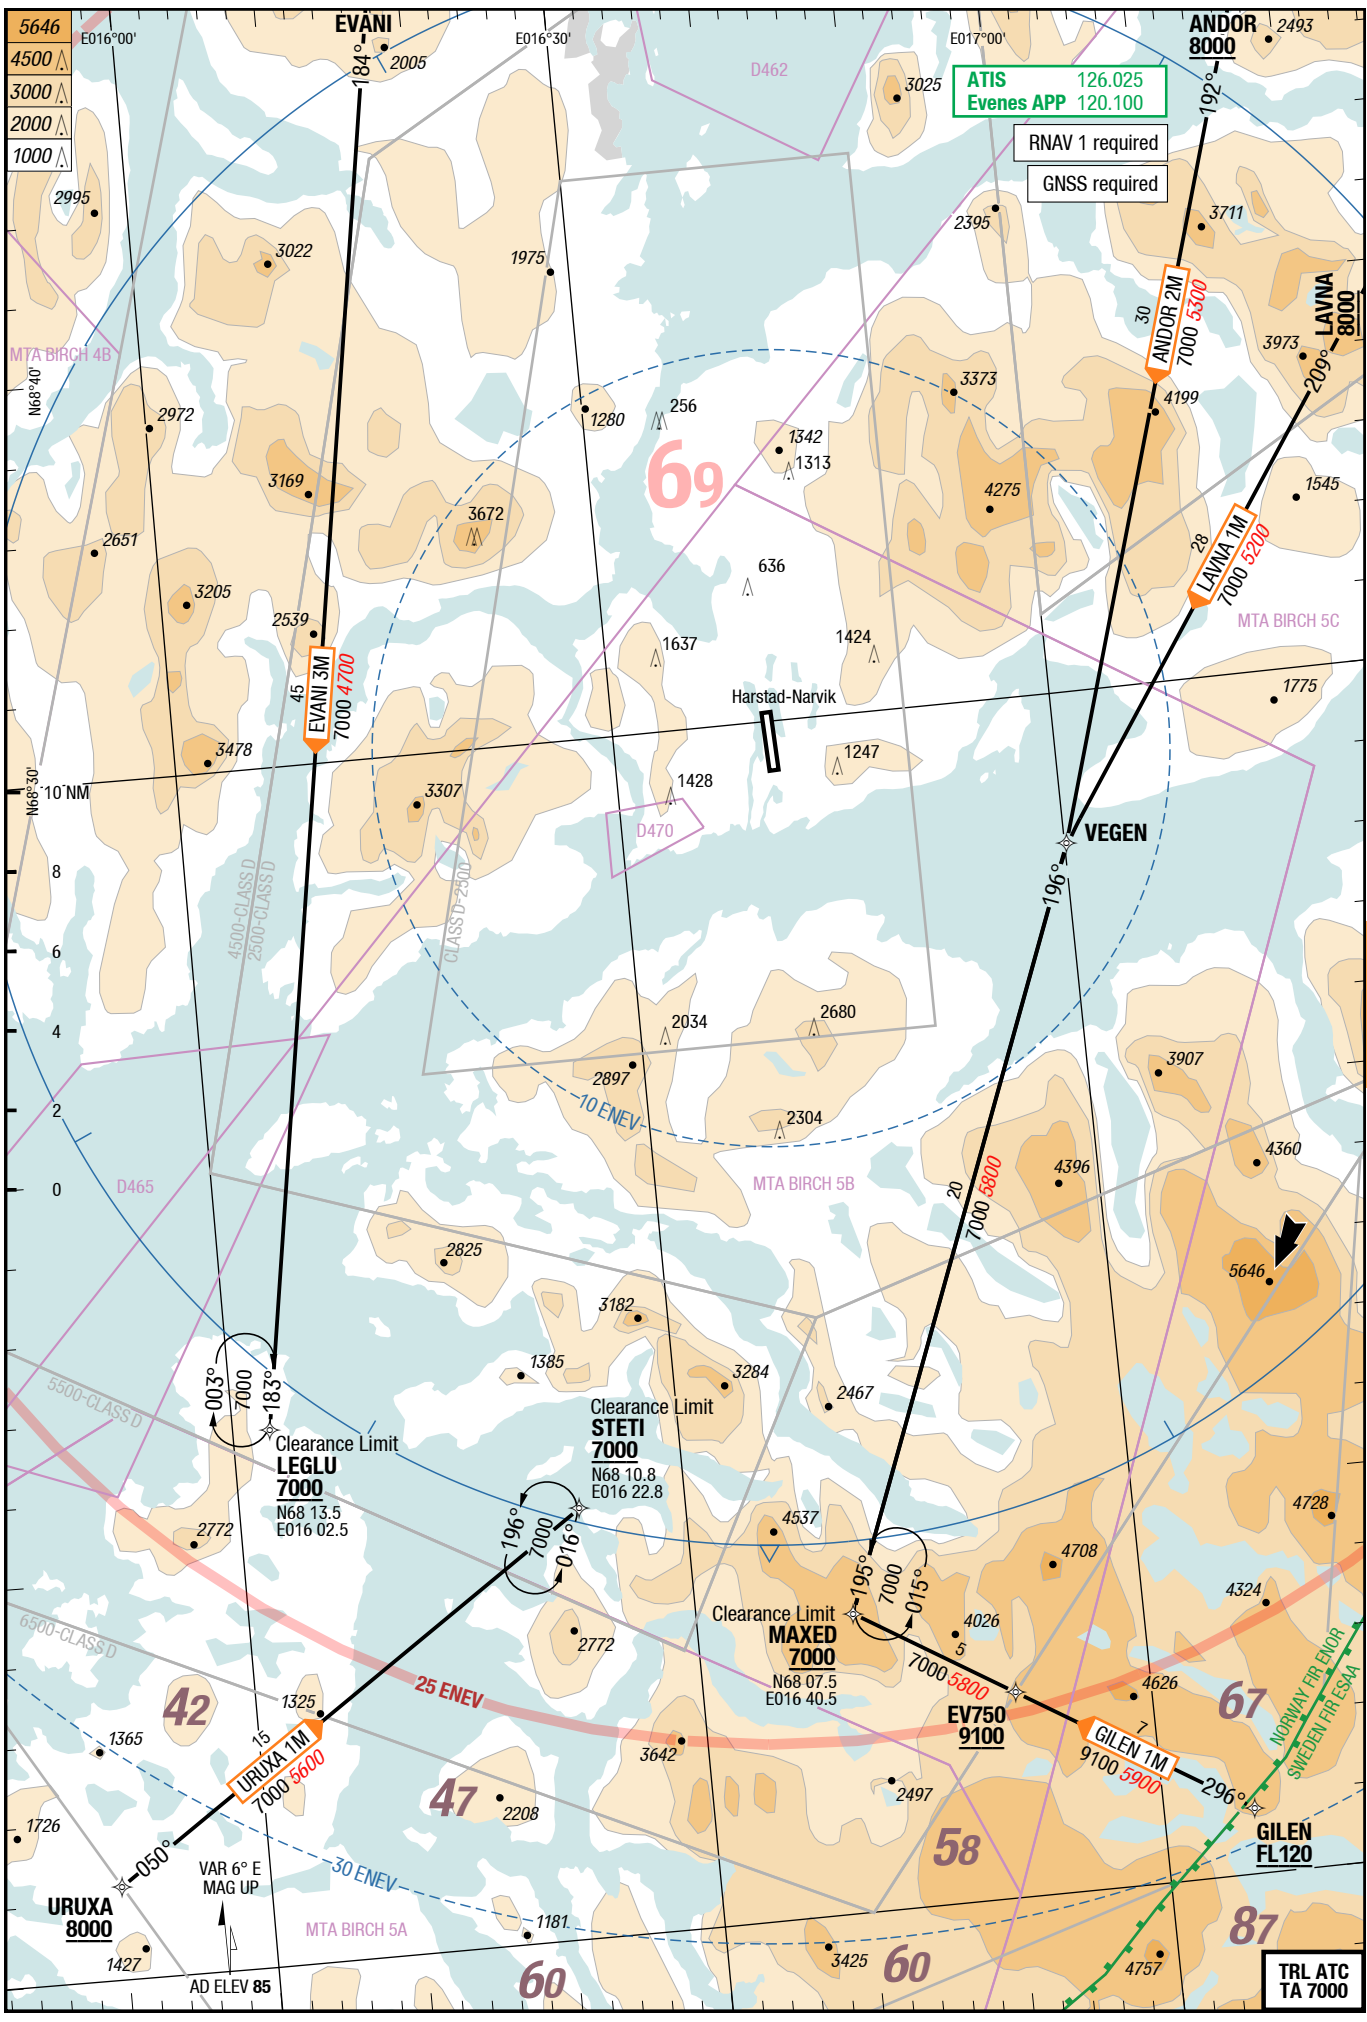 5646
4500
3000
2000
1000
E016°00'
EVANI
184°
2005
E016°30'
D462
3025
E017°00'
ANDOR
8000
2493
192°
ATIS 126.025
Evenes APP 120.100
RNAV 1 required
GNSS required
2995
3022
1975
2395
3711
MTA BIRCH 4B
N68°40'
30
ANDOR 2M
7000 5300
LAVNA
8000
3973
209°
2972
1280
256
69
1342
1313
3373
4199
3169
3672
4275
1545
2651
28
LAVNA 1M
7000 5200
636
3205
2539
1637
1424
MTA BIRCH 5C
45
EVANI 3M
7000 4700
Harstad-Narvik
1775
3478
1247
N68°30'
10 NM
3307
1428
D470
VEGEN
196°
8
4500-CLASS D
2500-CLASS D
CLASS D-2500
6
4
2
0
2034
2680
2897
10 ENEV
2304
3907
4360
4396
MTA BIRCH 5B
20
7000 5800
D465
2825
5646
3182
1385
3284
2467
003°
7000
183°
5500-CLASS D
Clearance Limit
LEGLU
7000
N68 13.5
E016 02.5
Clearance Limit
STETI
7000
N68 10.8
E016 22.8
196°
7000
016°
2772
4537
4728
4708
195°
7000
015°
4324
6500-CLASS D
2772
Clearance Limit
MAXED
7000
N68 07.5
E016 40.5
4026
5
7000 5800
25 ENEV
42
1325
EV750
9100
4626
67
NORWAY FIR ENOR
SWEDEN FIR ESAA
1365
15
URUXA 1M
7000 5600
3642
7
GILEN 1M
9100 5900
296°
47
2208
2497
1726
GILEN
FL120
58
050°
VAR 6° E
MAG UP
30 ENEV
URUXA
8000
MTA BIRCH 5A
1181
87
1427
3425
4757
AD ELEV 85
60
60
TRL ATC
TA 7000